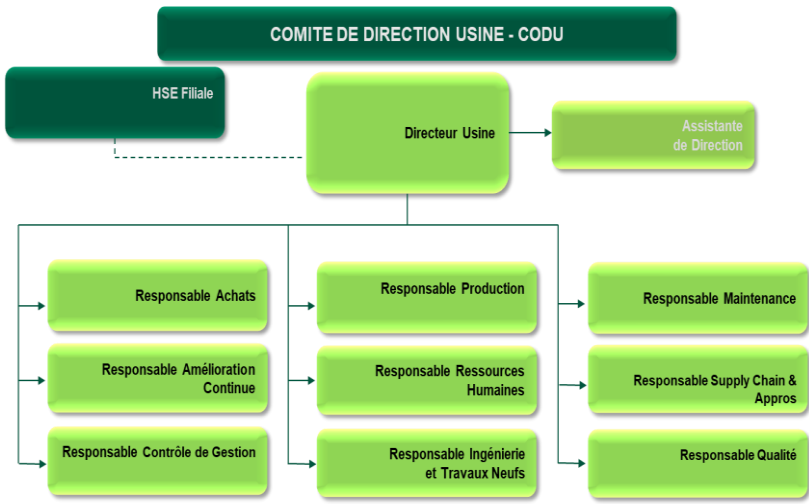 COMITE DE DIRECTION USINE - CODU
HSE Filiale
Directeur Usine
Assistante
de Direction
Responsable Achats
Responsable Production
Responsable Maintenance
Responsable Amélioration
Continue
Responsable Ressources
Humaines
Responsable Supply Chain &
Appros
Responsable Contrôle de Gestion
Responsable Ingénierie
et Travaux Neufs
Responsable Qualité